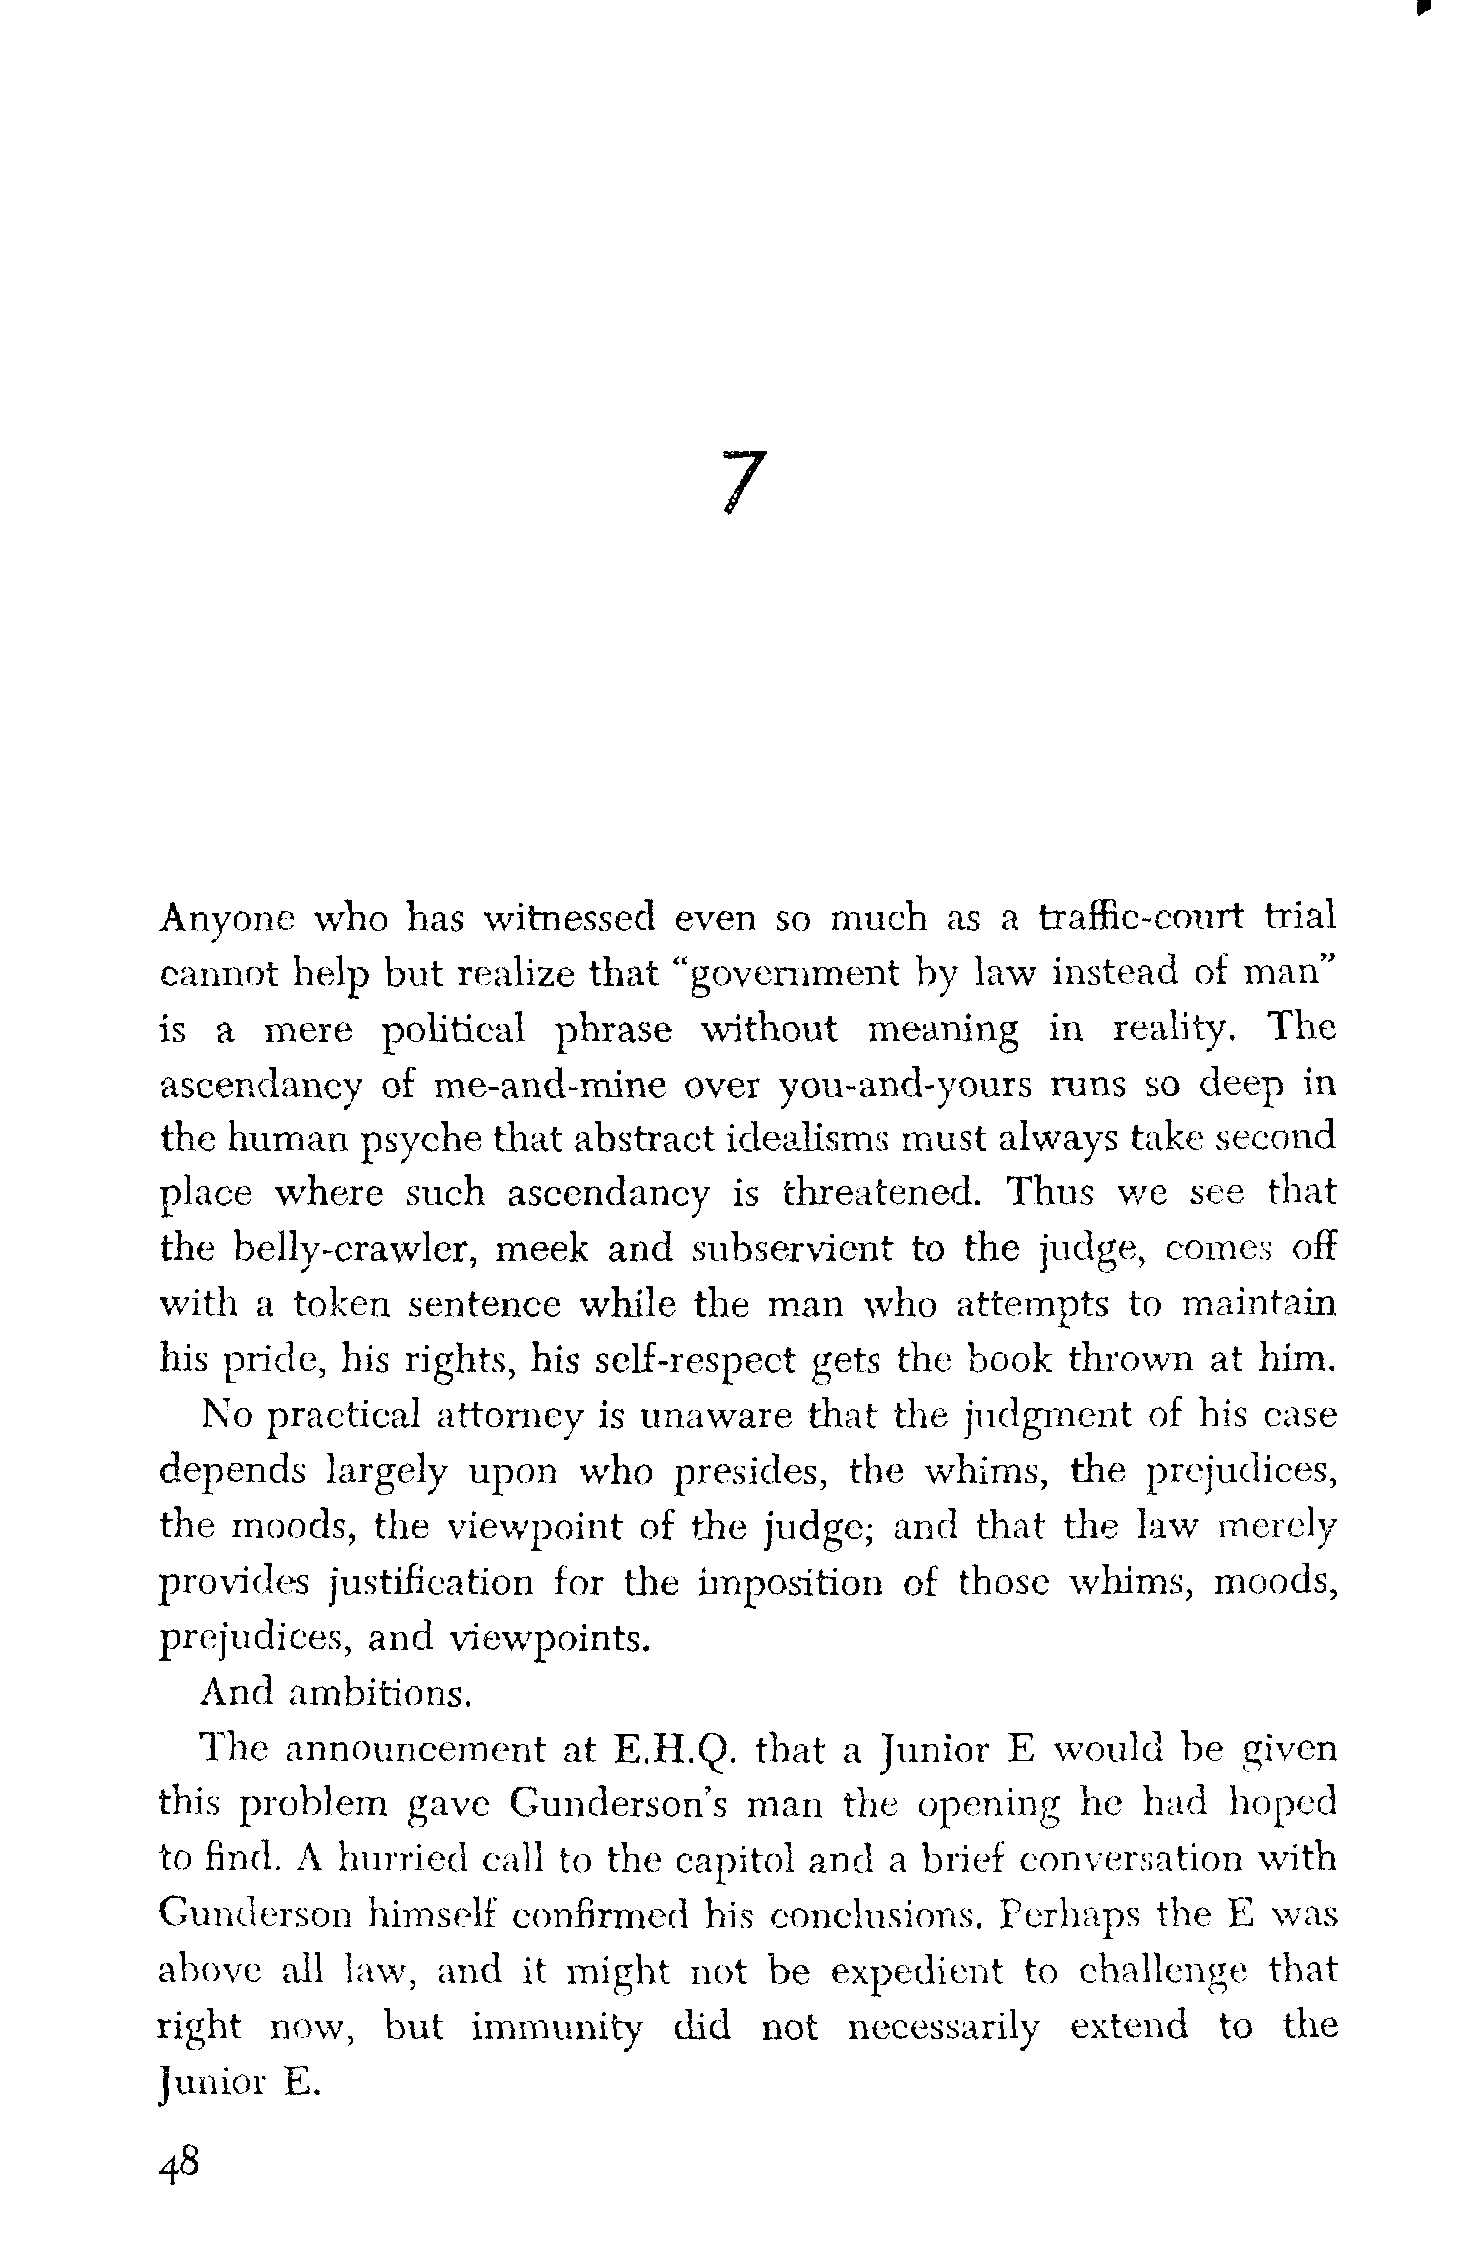 7
Anyone who has witnessed even so much as a traffic-court trial
cannot help but realize that “government by law instead of man”
is a mere political phrase without meaning in reality. The
ascendancy of me-and-mine over you-and-yours runs so deep in
the human psyche that abstract idealisms must always take second
place where such ascendancy is threatened. Thus we see that
the belly-crawler, meek and subservient to the judge, comes off
with a token sentence while the man who attempts to maintain
his pride, his rights, his self-respect gets the book thrown at him.
No practical attorney is unaware that the judgment of his case
depends largely upon who presides, the whims, the prejudices,
the moods, the viewpoint of the judge; and that the law merely
provides justification for the imposition of those whims, moods,
prejudices, and viewpoints.
And ambitions.
The announcement at E.H.Q. that a Junior E would be given
this problem gave Gunderson's man the opening he had hoped
to find. A hurried call to the capitol and a brief conversation with
Gunderson himself confirmed his conclusions. Perhaps the E was
above all law, and it might not be expedient to challenge that
right now, but immunity did not necessarily extend to the
Junior E.
48